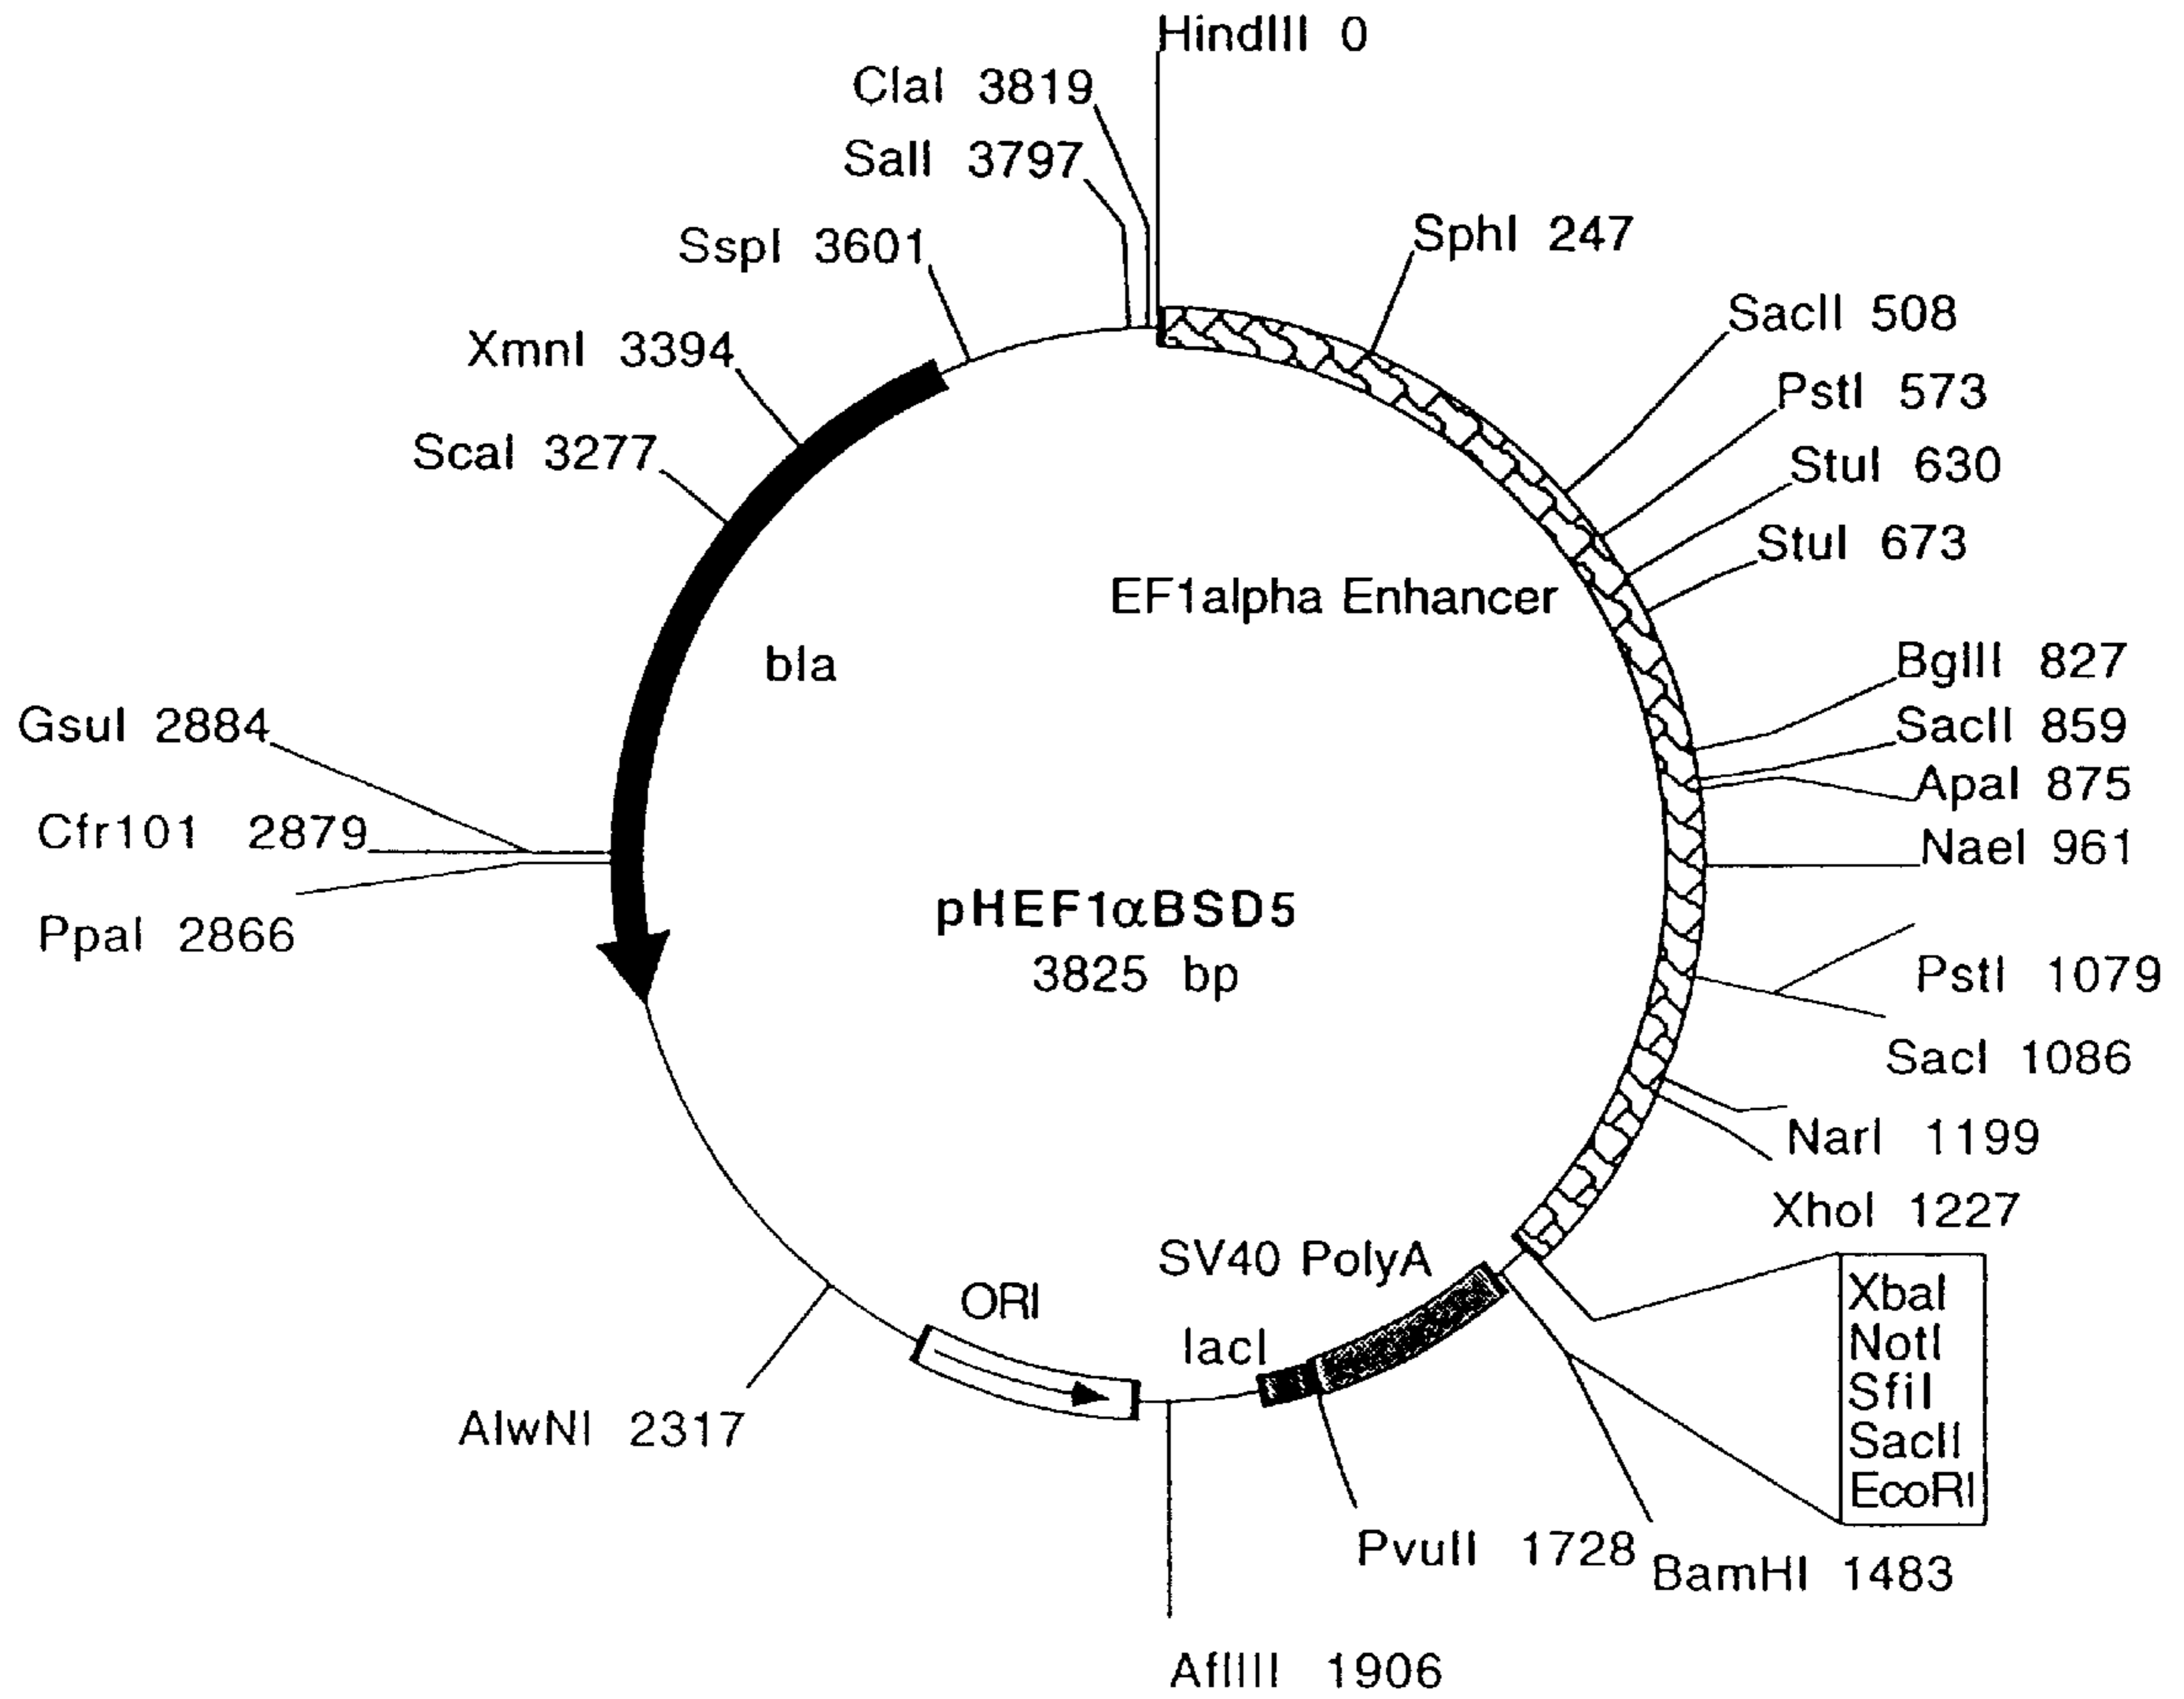 HindIII 0
ClaI 3819
SalI 3797
SspI 3601
SphI 247
SacII 508
XmnI 3394
PstI 573
ScaI 3277
StuI 630
StuI 673
EF1alpha Enhancer
bla
BglII 827
GsuI 2884
SacII 859
ApaI 875
Cfr101 2879
NaeI 961
pHEF1αBSD5
3825 bp
PpaI 2866
PstI 1079
SacI 1086
NarI 1199
XhoI 1227
SV40 PolyA
ORI
lacI
XbaI
NotI
SfiI
SacII
EcoRI
AlwNI 2317
PvuII 1728
BamHI 1483
AflIII 1906